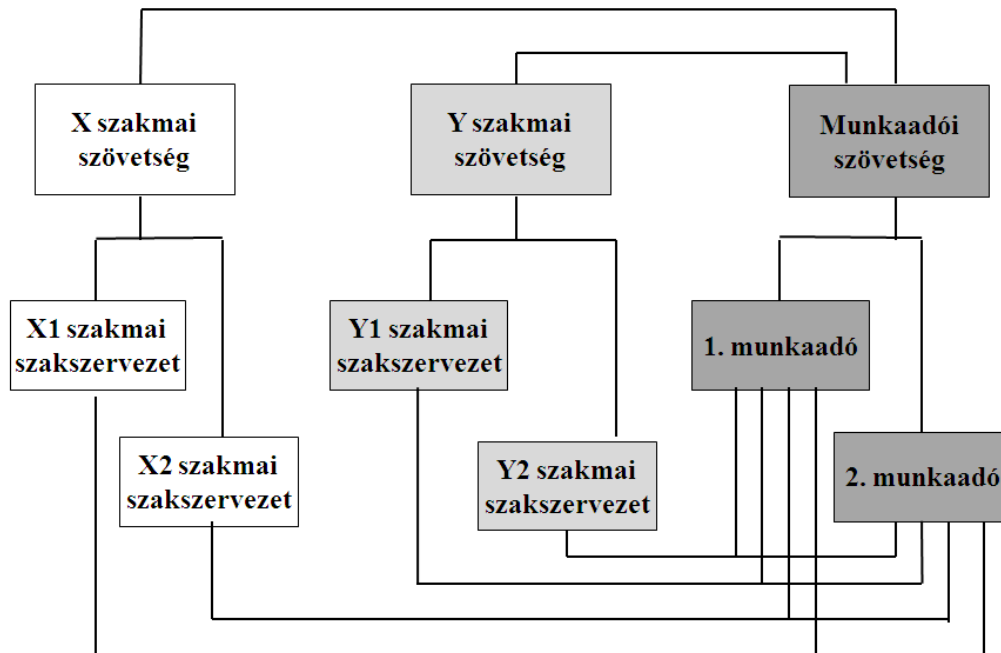 X szakmai
szövetség
Y szakmai
szövetség
Munkaadói
szövetség
X1 szakmai
szakszervezet
Y1 szakmai
szakszervezet
1. munkaadó
X2 szakmai
szakszervezet
Y2 szakmai
szakszervezet
2. munkaadó